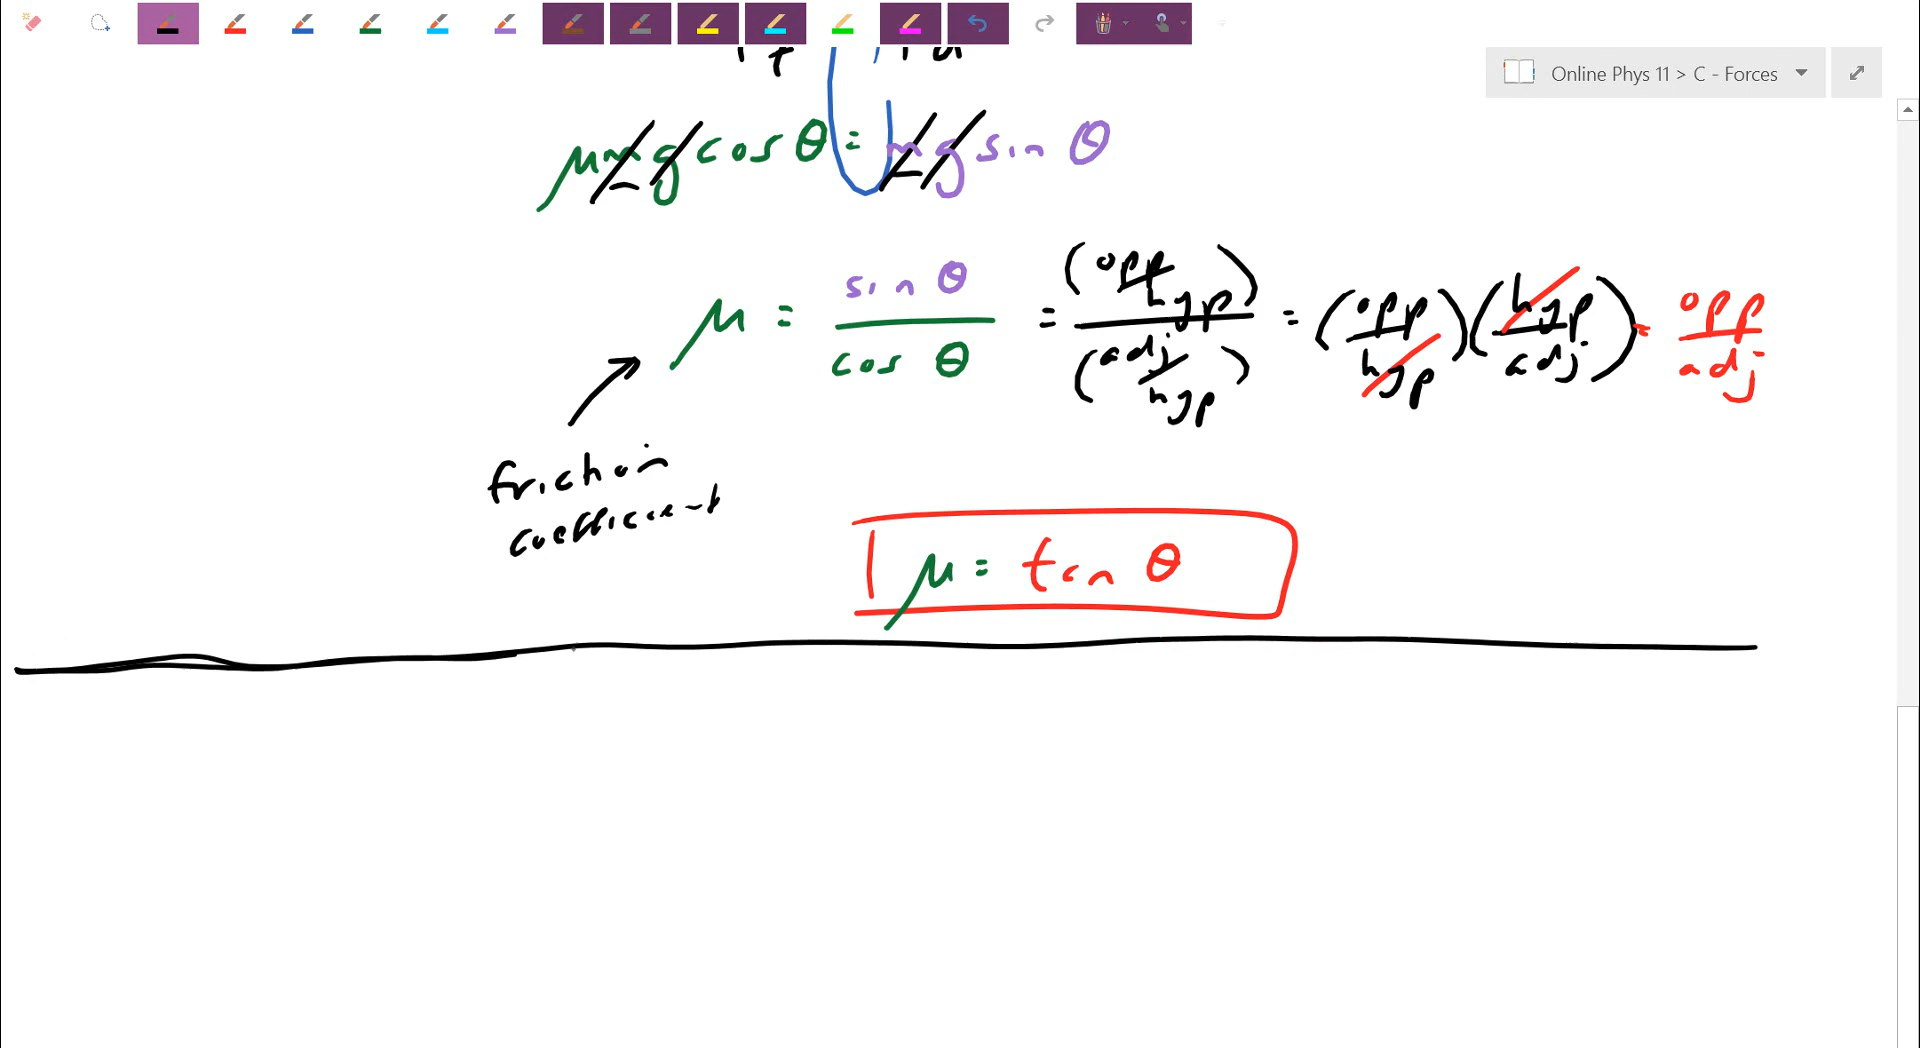 Online Phys 11 > C - Forces
μmg cos θ = mg sin θ
μ = sin θ / cos θ = (opp/hyp) / (adj/hyp) = (opp/hyp)(hyp/adj) = opp/adj
friction
coefficient
μ = tan θ